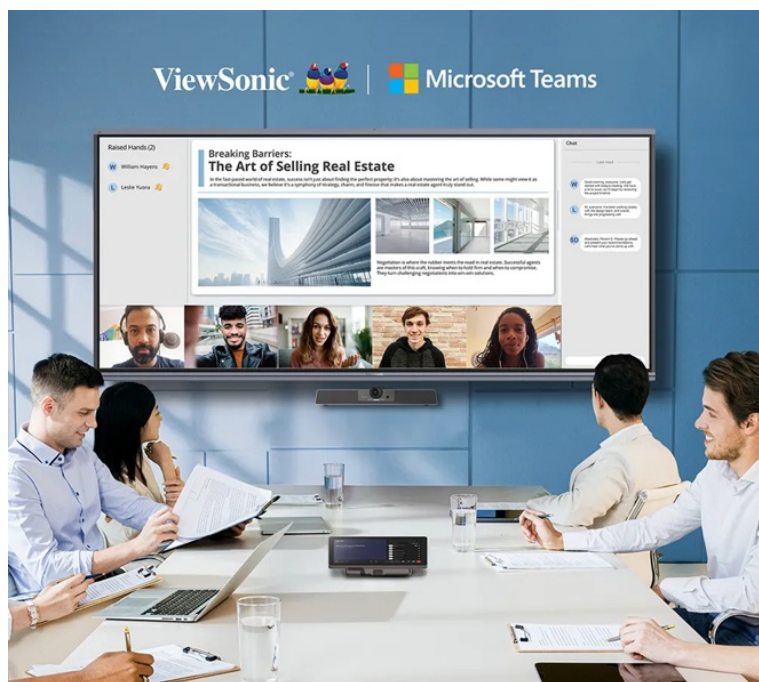 ViewSonic®
Microsoft Teams
Raised Hands (2)
W William Hayens
L Leslie Yuora
Breaking Barriers:
The Art of Selling Real Estate
In the fast-paced world of real estate, success isn't just about finding the perfect property; it's also about mastering the art of selling. While some might view it as
a transactional business, we believe it's a symphony of strategy, charm, and finesse that makes a real estate agent truly stand out.
Negotiation is where the rubber meets the road in real estate. Successful agents
are masters of this craft, knowing when to hold firm and when to compromise.
They turn challenging negotiations into win-win solutions.
Chat
Last read
W
L
SO